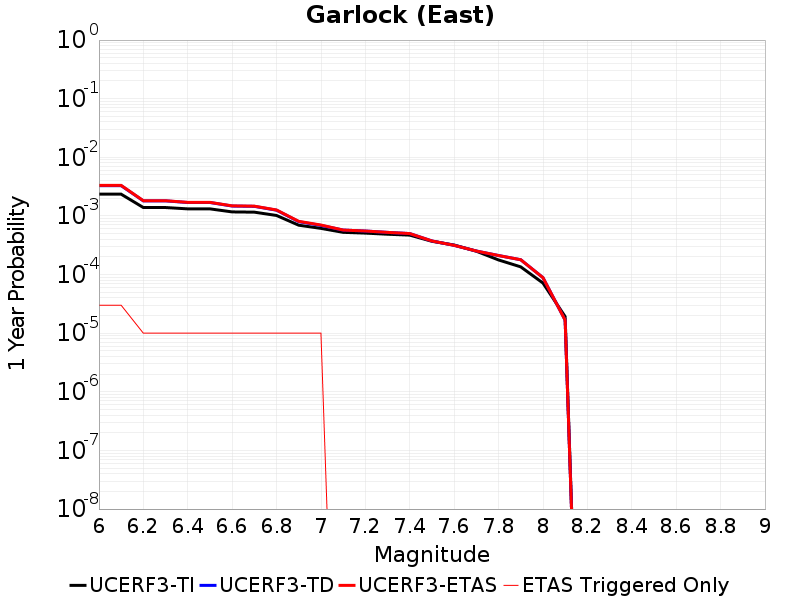 Garlock (East)
1 Year Probability
10^0
10^-1
10^-2
10^-3
10^-4
10^-5
10^-6
10^-7
10^-8
6 6.2 6.4 6.6 6.8 7 7.2 7.4 7.6 7.8 8 8.2 8.4 8.6 8.8 9
Magnitude
UCERF3-TI UCERF3-TD UCERF3-ETAS ETAS Triggered Only